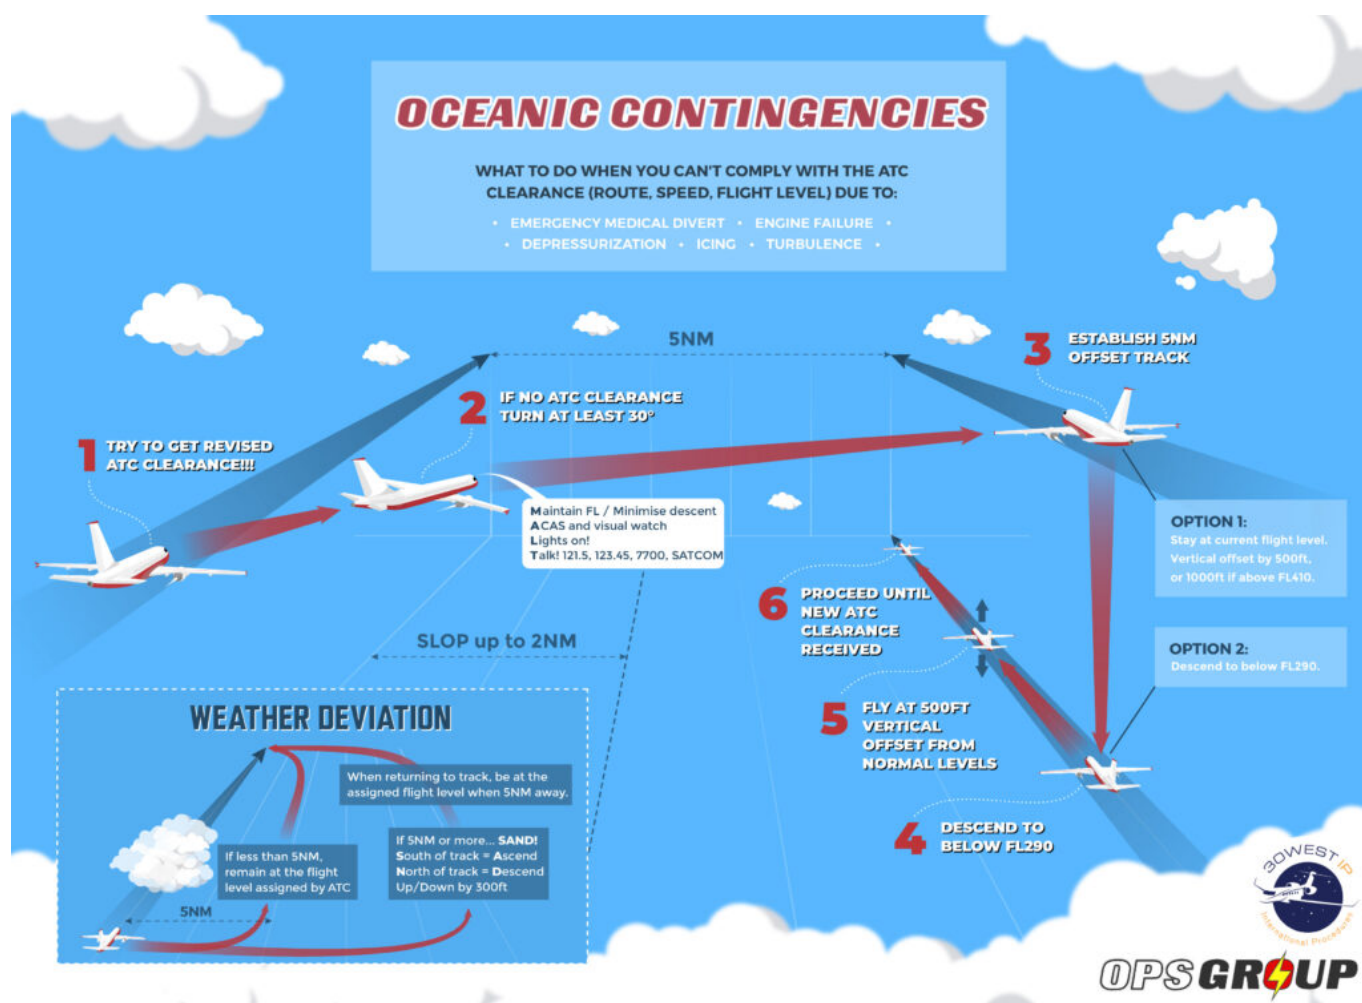 OCEANIC CONTINGENCIES
WHAT TO DO WHEN YOU CAN'T COMPLY WITH THE ATC
CLEARANCE (ROUTE, SPEED, FLIGHT LEVEL) DUE TO:
• EMERGENCY MEDICAL DIVERT • ENGINE FAILURE •
• DEPRESSURIZATION • ICING • TURBULENCE •
5NM
1 TRY TO GET REVISED
ATC CLEARANCE!!!
2 IF NO ATC CLEARANCE
TURN AT LEAST 30°
Maintain FL / Minimise descent
ACAS and visual watch
Lights on!
Talk! 121.5, 123.45, 7700, SATCOM
3 ESTABLISH 5NM
OFFSET TRACK
OPTION 1:
Stay at current flight level.
Vertical offset by 500ft,
or 1000ft if above FL410.
OPTION 2:
Descend to below FL290.
4 DESCEND TO
BELOW FL290
5 FLY AT 500FT
VERTICAL
OFFSET FROM
NORMAL LEVELS
6 PROCEED UNTIL
NEW ATC
CLEARANCE
RECEIVED
SLOP up to 2NM
WEATHER DEVIATION
When returning to track, be at the
assigned flight level when 5NM away.
If less than 5NM,
remain at the flight
level assigned by ATC
If 5NM or more... SAND!
South of track = Ascend
North of track = Descend
Up/Down by 300ft
5NM
30WEST IP
International Procedures
OPSGROUP